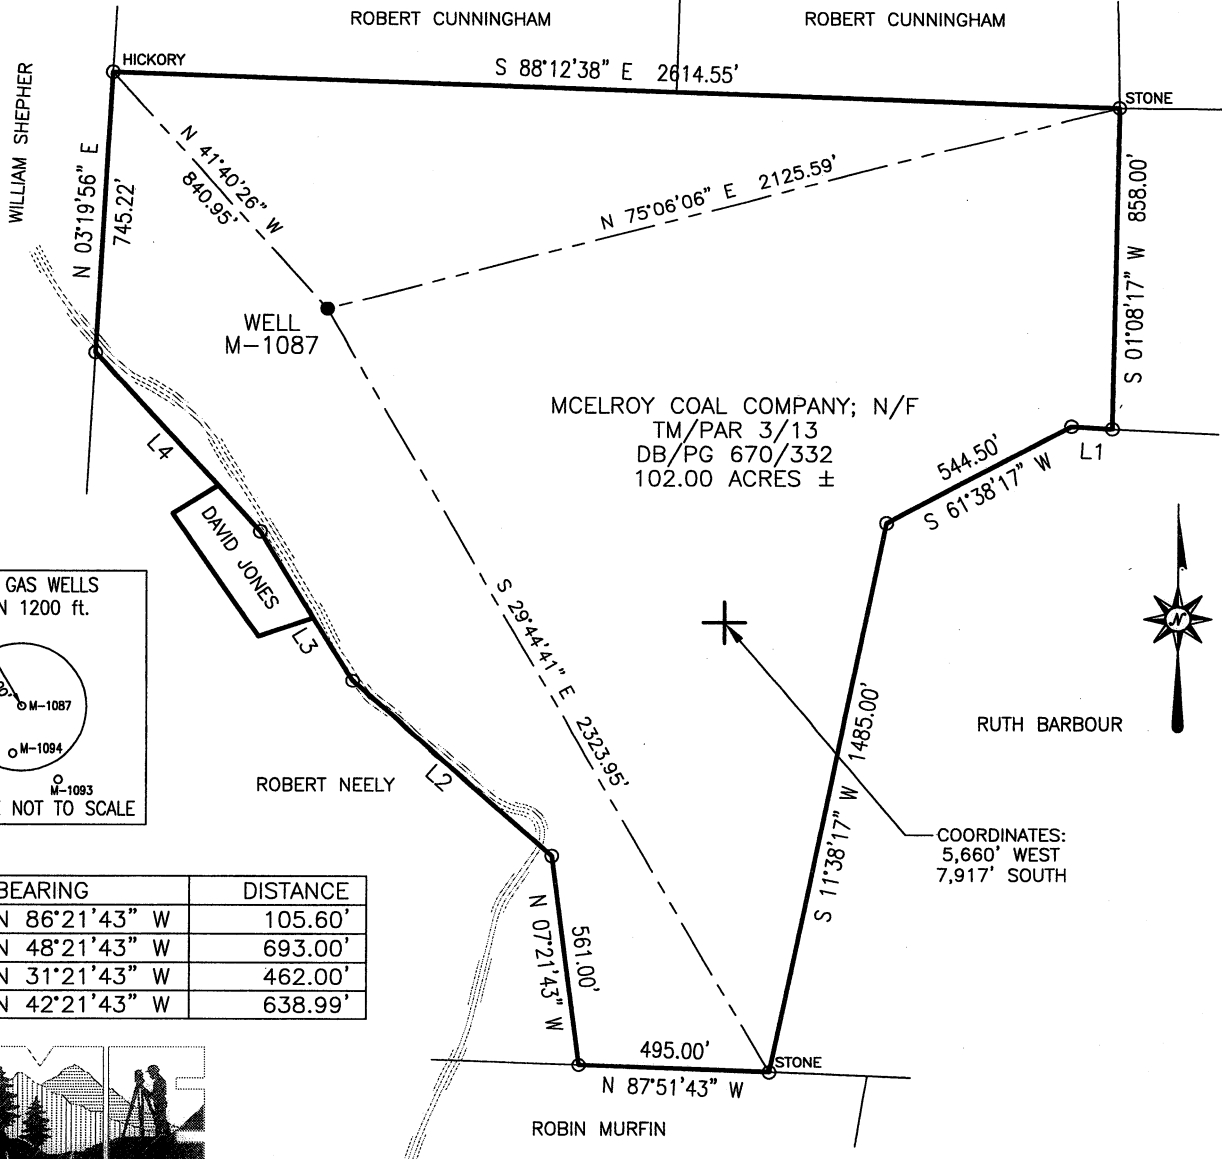 ROBERT CUNNINGHAM
ROBERT CUNNINGHAM
HICKORY
S 88°12'38" E 2614.55'
STONE
WILLIAM SHEPHER
N 03°19'56" E
745.22'
N 41°40'26" W
840.95'
N 75°06'06" E 2125.59'
S 01°08'17" W 858.00'
WELL
M-1087
MCELROY COAL COMPANY; N/F
TM/PAR 3/13
DB/PG 670/332
102.00 ACRES ±
544.50'
S 61°38'17" W
L1
L4
DAVID JONES
L3
S 29°44'41" E 2323.95'
GAS WELLS
N 1200 ft.
M-1087
M-1094
M-1093
NOT TO SCALE
N
RUTH BARBOUR
S 11°38'17" W 1485.00'
ROBERT NEELY
L2
COORDINATES:
5,660' WEST
7,917' SOUTH
BEARING DISTANCE
N 86°21'43" W 105.60'
N 48°21'43" W 693.00'
N 31°21'43" W 462.00'
N 42°21'43" W 638.99'
561.00'
N 07°21'43" W
495.00'
N 87°51'43" W
STONE
ROBIN MURFIN